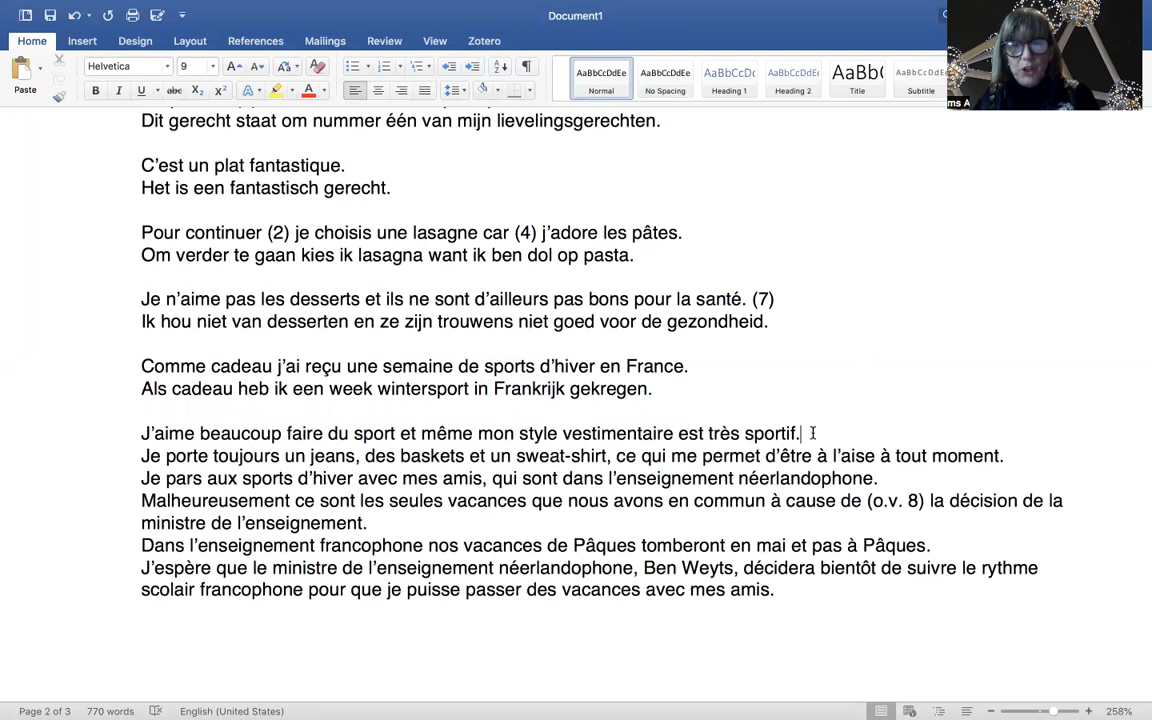 Document1
Home Insert Design Layout References Mailings Review View Zotero
Paste
Helvetica 9
AaBbCcDdEe AaBbCcDdEe AaBbCcDc AaBbCcDdEe AaBb( AaBbCcDdEe
Normal No Spacing Heading 1 Heading 2 Title Subtitle
ms A
Dit gerecht staat om nummer één van mijn lievelingsgerechten.
C’est un plat fantastique.
Het is een fantastisch gerecht.
Pour continuer (2) je choisis une lasagne car (4) j’adore les pâtes.
Om verder te gaan kies ik lasagna want ik ben dol op pasta.
Je n’aime pas les desserts et ils ne sont d’ailleurs pas bons pour la santé. (7)
Ik hou niet van desserten en ze zijn trouwens niet goed voor de gezondheid.
Comme cadeau j’ai reçu une semaine de sports d’hiver en France.
Als cadeau heb ik een week wintersport in Frankrijk gekregen.
J’aime beaucoup faire du sport et même mon style vestimentaire est très sportif.
Je porte toujours un jeans, des baskets et un sweat-shirt, ce qui me permet d’être à l’aise à tout moment.
Je pars aux sports d’hiver avec mes amis, qui sont dans l’enseignement néerlandophone.
Malheureusement ce sont les seules vacances que nous avons en commun à cause de (o.v. 8) la décision de la
ministre de l’enseignement.
Dans l’enseignement francophone nos vacances de Pâques tomberont en mai et pas à Pâques.
J’espère que le ministre de l’enseignement néerlandophone, Ben Weyts, décidera bientôt de suivre le rythme
scolair francophone pour que je puisse passer des vacances avec mes amis.
Page 2 of 3 770 words English (United States) 258%